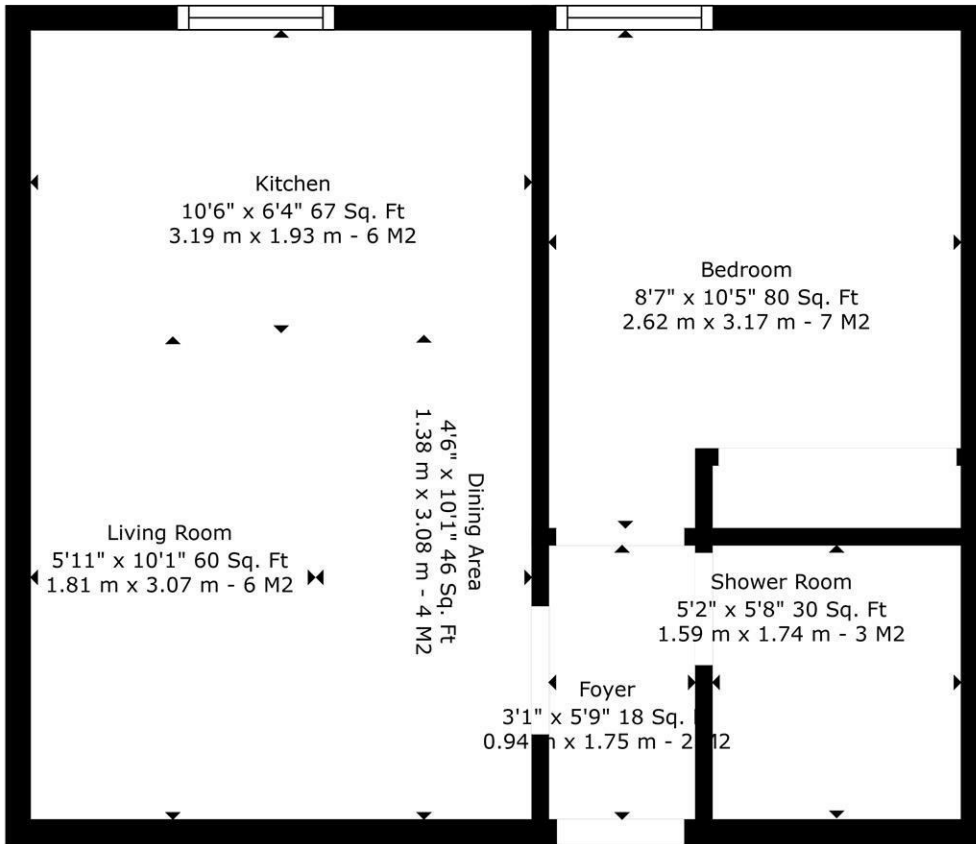 Kitchen
10'6" x 6'4" 67 Sq. Ft
3.19 m x 1.93 m - 6 M2
Bedroom
8'7" x 10'5" 80 Sq. Ft
2.62 m x 3.17 m - 7 M2
Dining Area
4'6" x 10'1" 46 Sq. Ft
1.38 m x 3.08 m - 4 M2
Living Room
5'11" x 10'1" 60 Sq. Ft
1.81 m x 3.07 m - 6 M2
Shower Room
5'2" x 5'8" 30 Sq. Ft
1.59 m x 1.74 m - 3 M2
Foyer
3'1" x 5'9" 18 Sq.
0.94 m x 1.75 m - 2 M2